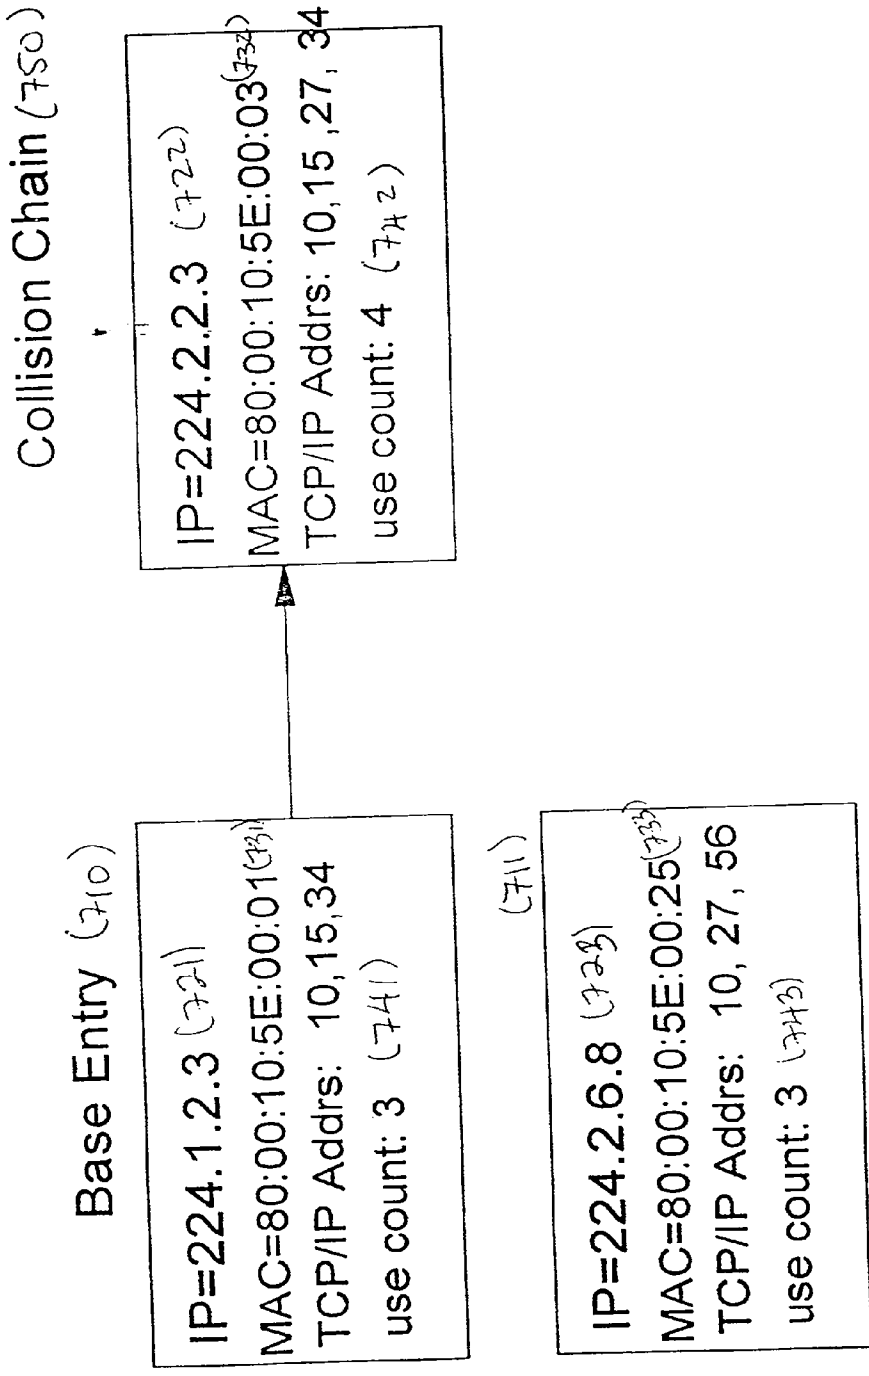 Collision Chain (750)
IP=224.2.2.3 (722)
MAC=80:00:10:5E:00:03 (732)
TCP/IP Addrs: 10,15 ,27, 34
use count: 4 (742)
Base Entry (710)
IP=224.1.2.3 (721)
MAC=80:00:10:5E:00:01 (731)
TCP/IP Addrs: 10,15,34
use count: 3 (741)
(711)
IP=224.2.6.8 (723)
MAC=80:00:10:5E:00:25 (733)
TCP/IP Addrs: 10, 27, 56
use count: 3 (743)